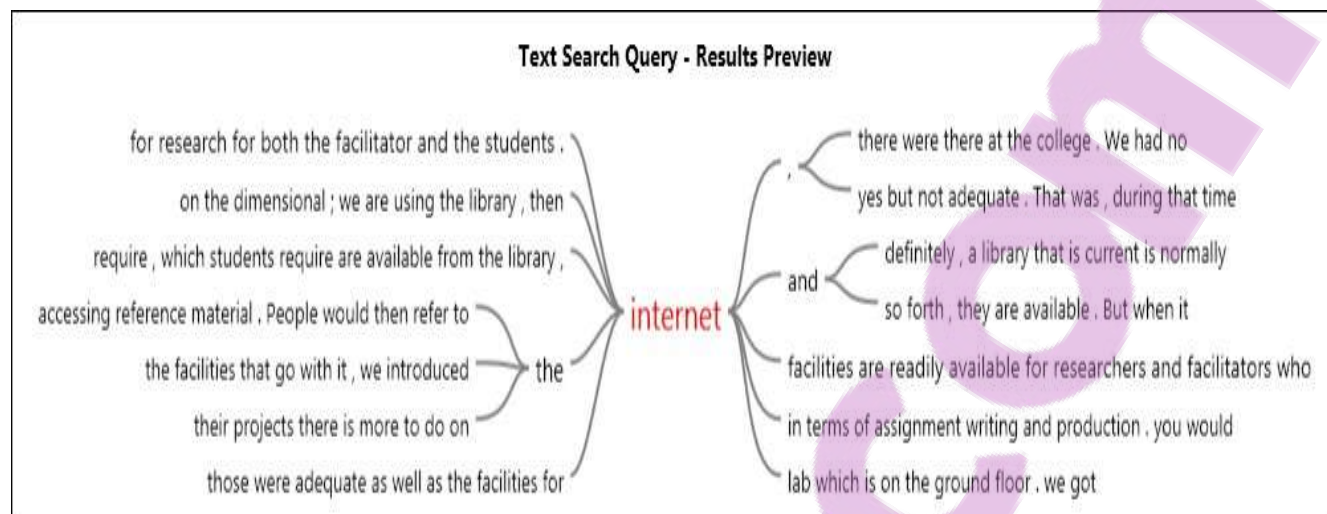 Text Search Query - Results Preview
for research for both the facilitator and the students .
on the dimensional ; we are using the library , then
require , which students require are available from the library ,
accessing reference material . People would then refer to
the facilities that go with it , we introduced
their projects there is more to do on
the
those were adequate as well as the facilities for
internet
,
there were there at the college . We had no
yes but not adequate . That was , during that time
and
definitely , a library that is current is normally
so forth , they are available . But when it
facilities are readily available for researchers and facilitators who
in terms of assignment writing and production . you would
lab which is on the ground floor . we got
com